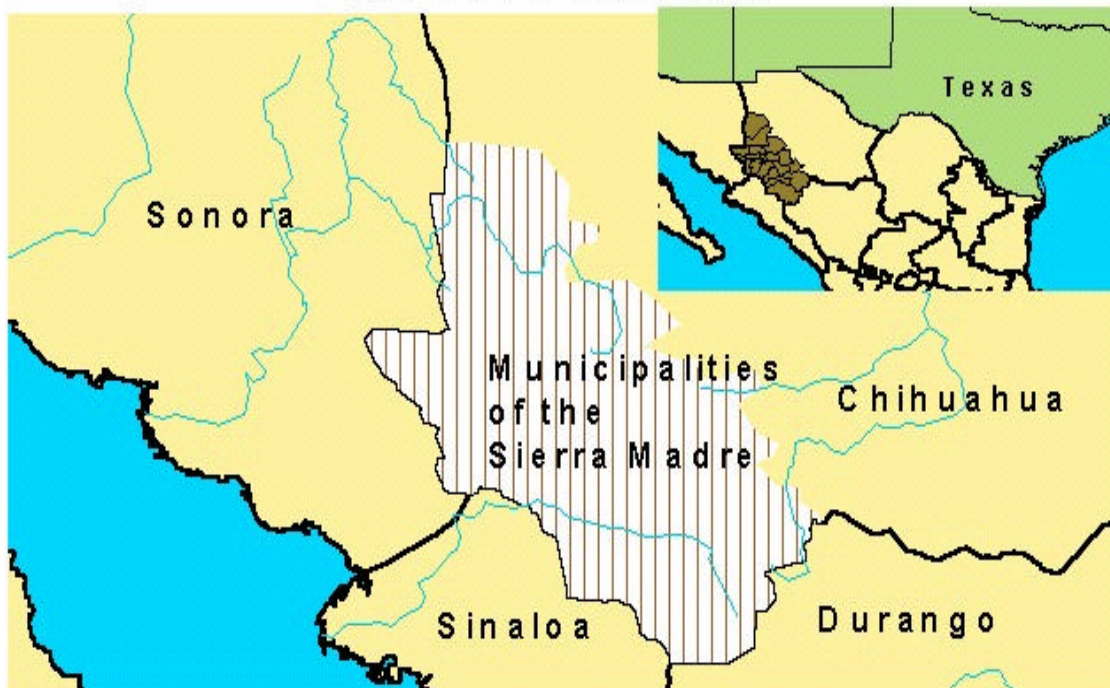 Texas
Sonora
Municipalities
of the
Sierra Madre
Chihuahua
Sinaloa
Durango